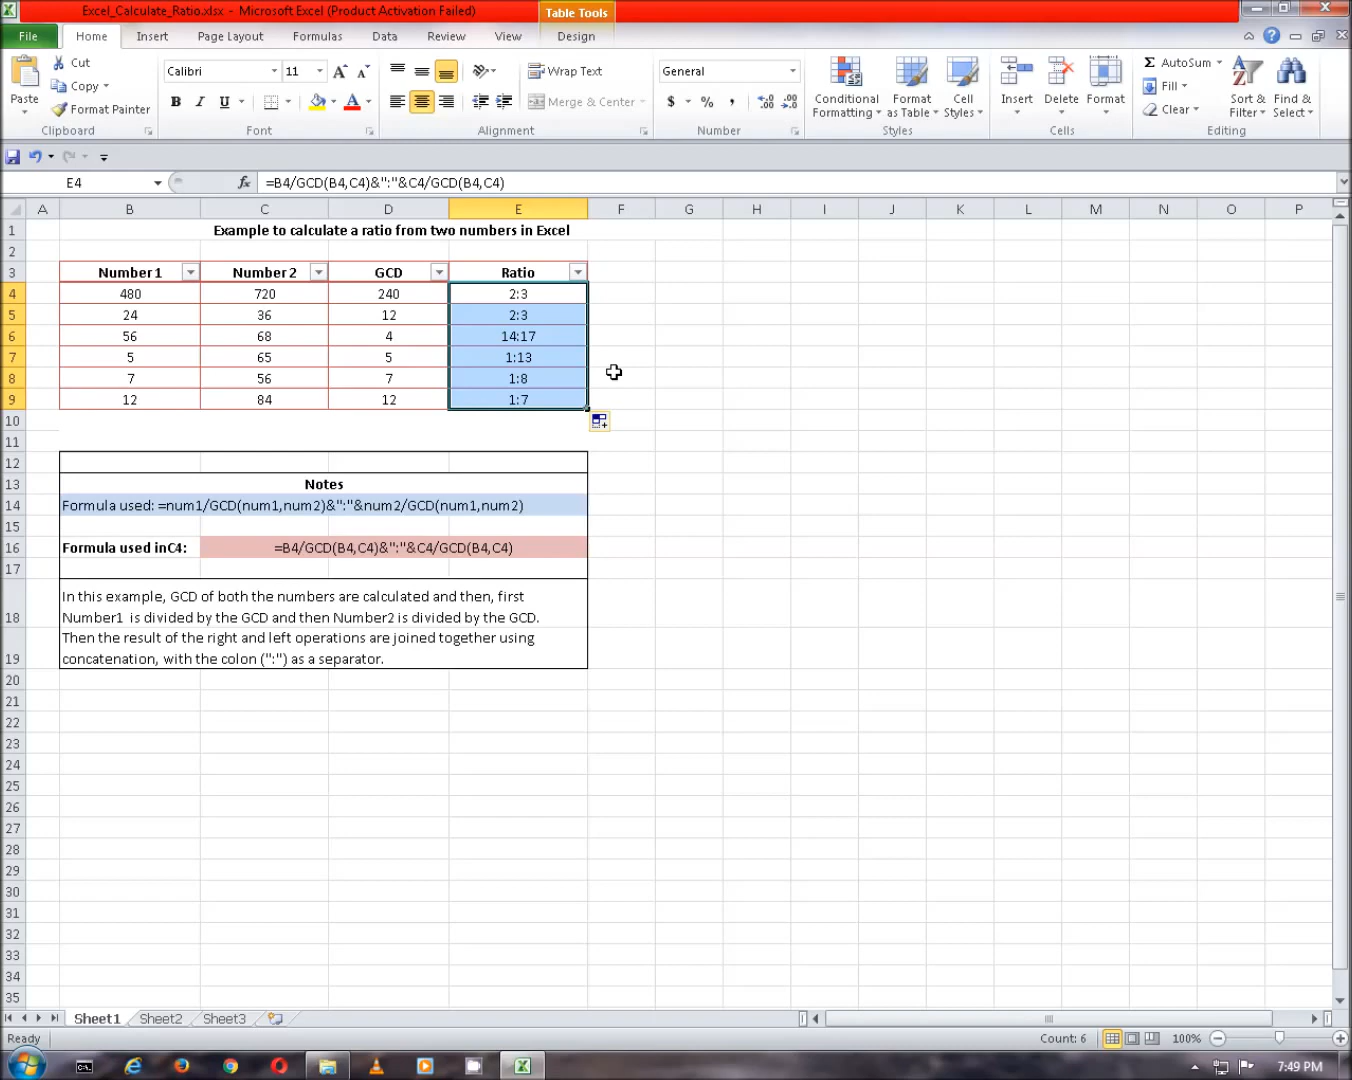 Excel_Calculate_Ratio.xlsx - Microsoft Excel (Product Activation Failed)
Table Tools
File Home Insert Page Layout Formulas Data Review View Design
Paste
Cut
Copy
Format Painter
Clipboard
Calibri 11
B I U A
Font
Wrap Text
Merge & Center
Alignment
General
$ % ,
Number
Conditional Formatting
Format as Table
Cell Styles
Styles
Insert Delete Format
Cells
Σ AutoSum
Fill
Clear
Sort & Filter
Find & Select
Editing
E4 fx =B4/GCD(B4,C4)&":"&C4/GCD(B4,C4)
A B C D E F G H I J K L M N O P
1 Example to calculate a ratio from two numbers in Excel
2
3 Number1 Number2 GCD Ratio
4 480 720 240 2:3
5 24 36 12 2:3
6 56 68 4 14:17
7 5 65 5 1:13
8 7 56 7 1:8
9 12 84 12 1:7
10
11
12
13 Notes
14 Formula used: =num1/GCD(num1,num2)&":"&num2/GCD(num1,num2)
15
16 Formula used inC4: =B4/GCD(B4,C4)&":"&C4/GCD(B4,C4)
17
In this example, GCD of both the numbers are calculated and then, first
18 Number1 is divided by the GCD and then Number2 is divided by the GCD.
Then the result of the right and left operations are joined together using
19 concatenation, with the colon (":") as a separator.
20
21
22
23
24
25
26
27
28
29
30
31
32
33
34
35
Sheet1 Sheet2 Sheet3
Ready Count: 6 100%
7:49 PM